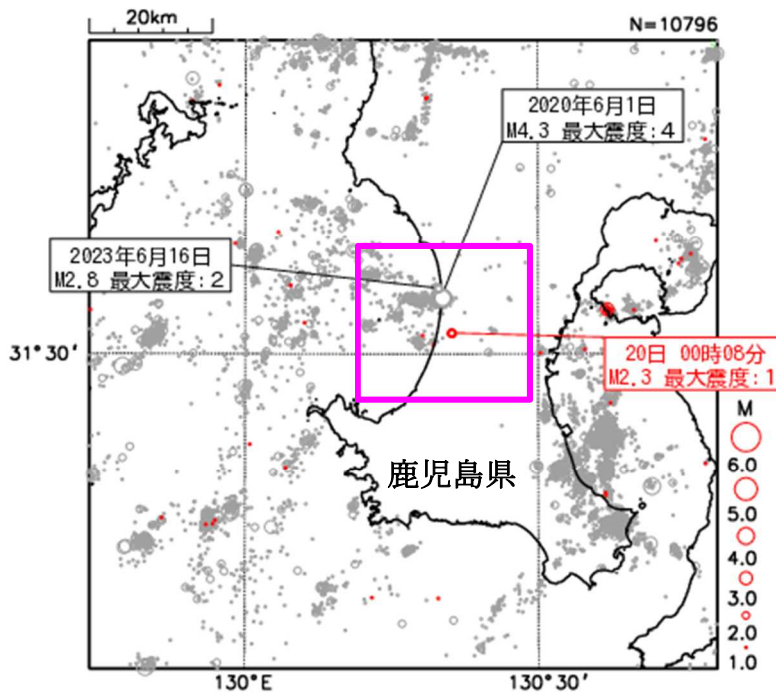 20km
N=10796
2020年6月1日
M4.3 最大震度:4
2023年6月16日
M2.8 最大震度:2
31°30′
20日 00時08分
M2.3 最大震度:1
鹿児島県
M
6.0
5.0
4.0
3.0
2.0
1.0
130°E
130°30′